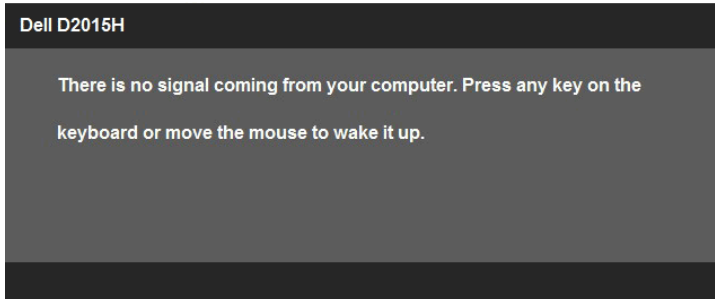 Dell D2015H
There is no signal coming from your computer. Press any key on the
keyboard or move the mouse to wake it up.